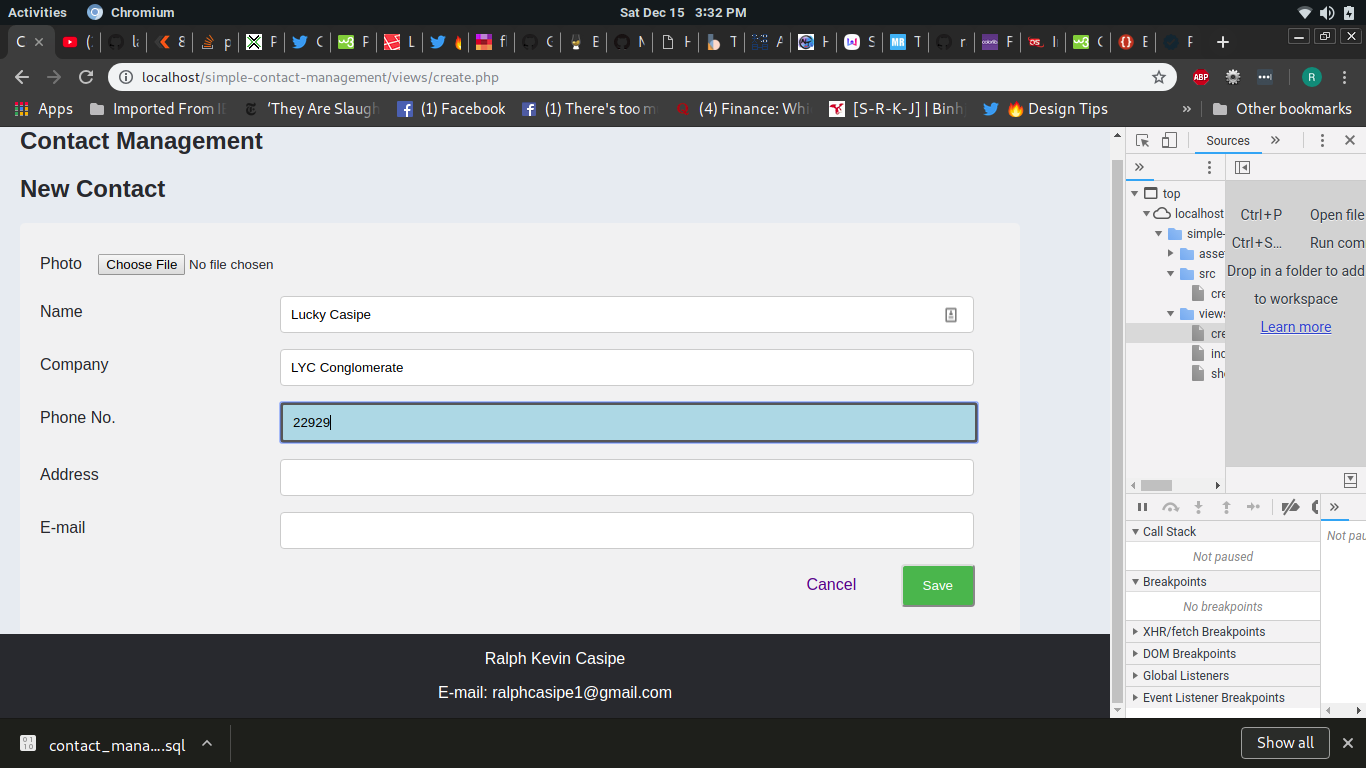 Activities Chromium Sat Dec 15 3:32 PM
localhost/simple-contact-management/views/create.php ABP R
Apps Imported From 'They Are Slaugh (1) Facebook (1) There's too m (4) Finance: Whi [S-R-K-J] | Binh 🔥 Design Tips » Other bookmarks
Contact Management
New Contact
Photo Choose File No file chosen
Name Lucky Casipe
Company LYC Conglomerate
Phone No. 22929
Address
E-mail
Cancel Save
Ralph Kevin Casipe
E-mail: ralphcasipe1@gmail.com
Sources »
»
top
localhost
simple-
asse
src
cre
views
cre
inc
sho
Ctrl+P Open file
Ctrl+S... Run com
Drop in a folder to add
to workspace
Learn more
»
Call Stack
Not paused
Not pau
Breakpoints
No breakpoints
XHR/fetch Breakpoints
DOM Breakpoints
Global Listeners
Event Listener Breakpoints
contact_mana....sql Show all